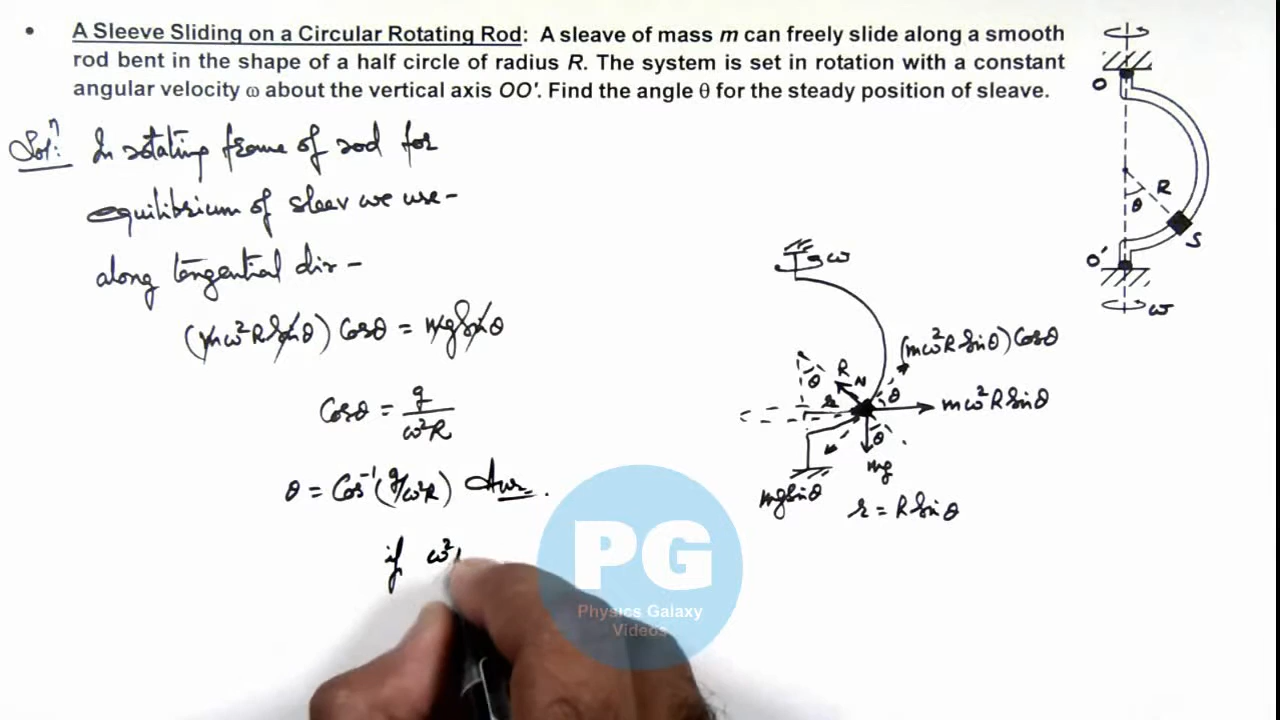 • A Sleeve Sliding on a Circular Rotating Rod: A sleave of mass m can freely slide along a smooth
rod bent in the shape of a half circle of radius R. The system is set in rotation with a constant
angular velocity ω about the vertical axis OO'. Find the angle θ for the steady position of sleave.
Solⁿ: In rotating frame of rod for
equilibrium of sleev we use –
along tangential dir –
(mω²R Sinθ) Cosθ = mg Sinθ
Cosθ = g/ω²R
θ = Cos⁻¹(g/ω²R) Ans.
if ω²
O
R
θ
S
O'
ω
ω
(mω²R Sinθ) Cosθ
θ
R
N
θ
r
mω²R Sinθ
θ
mg
mg Sinθ
r = R Sinθ
PG
Physics Galaxy
Videos